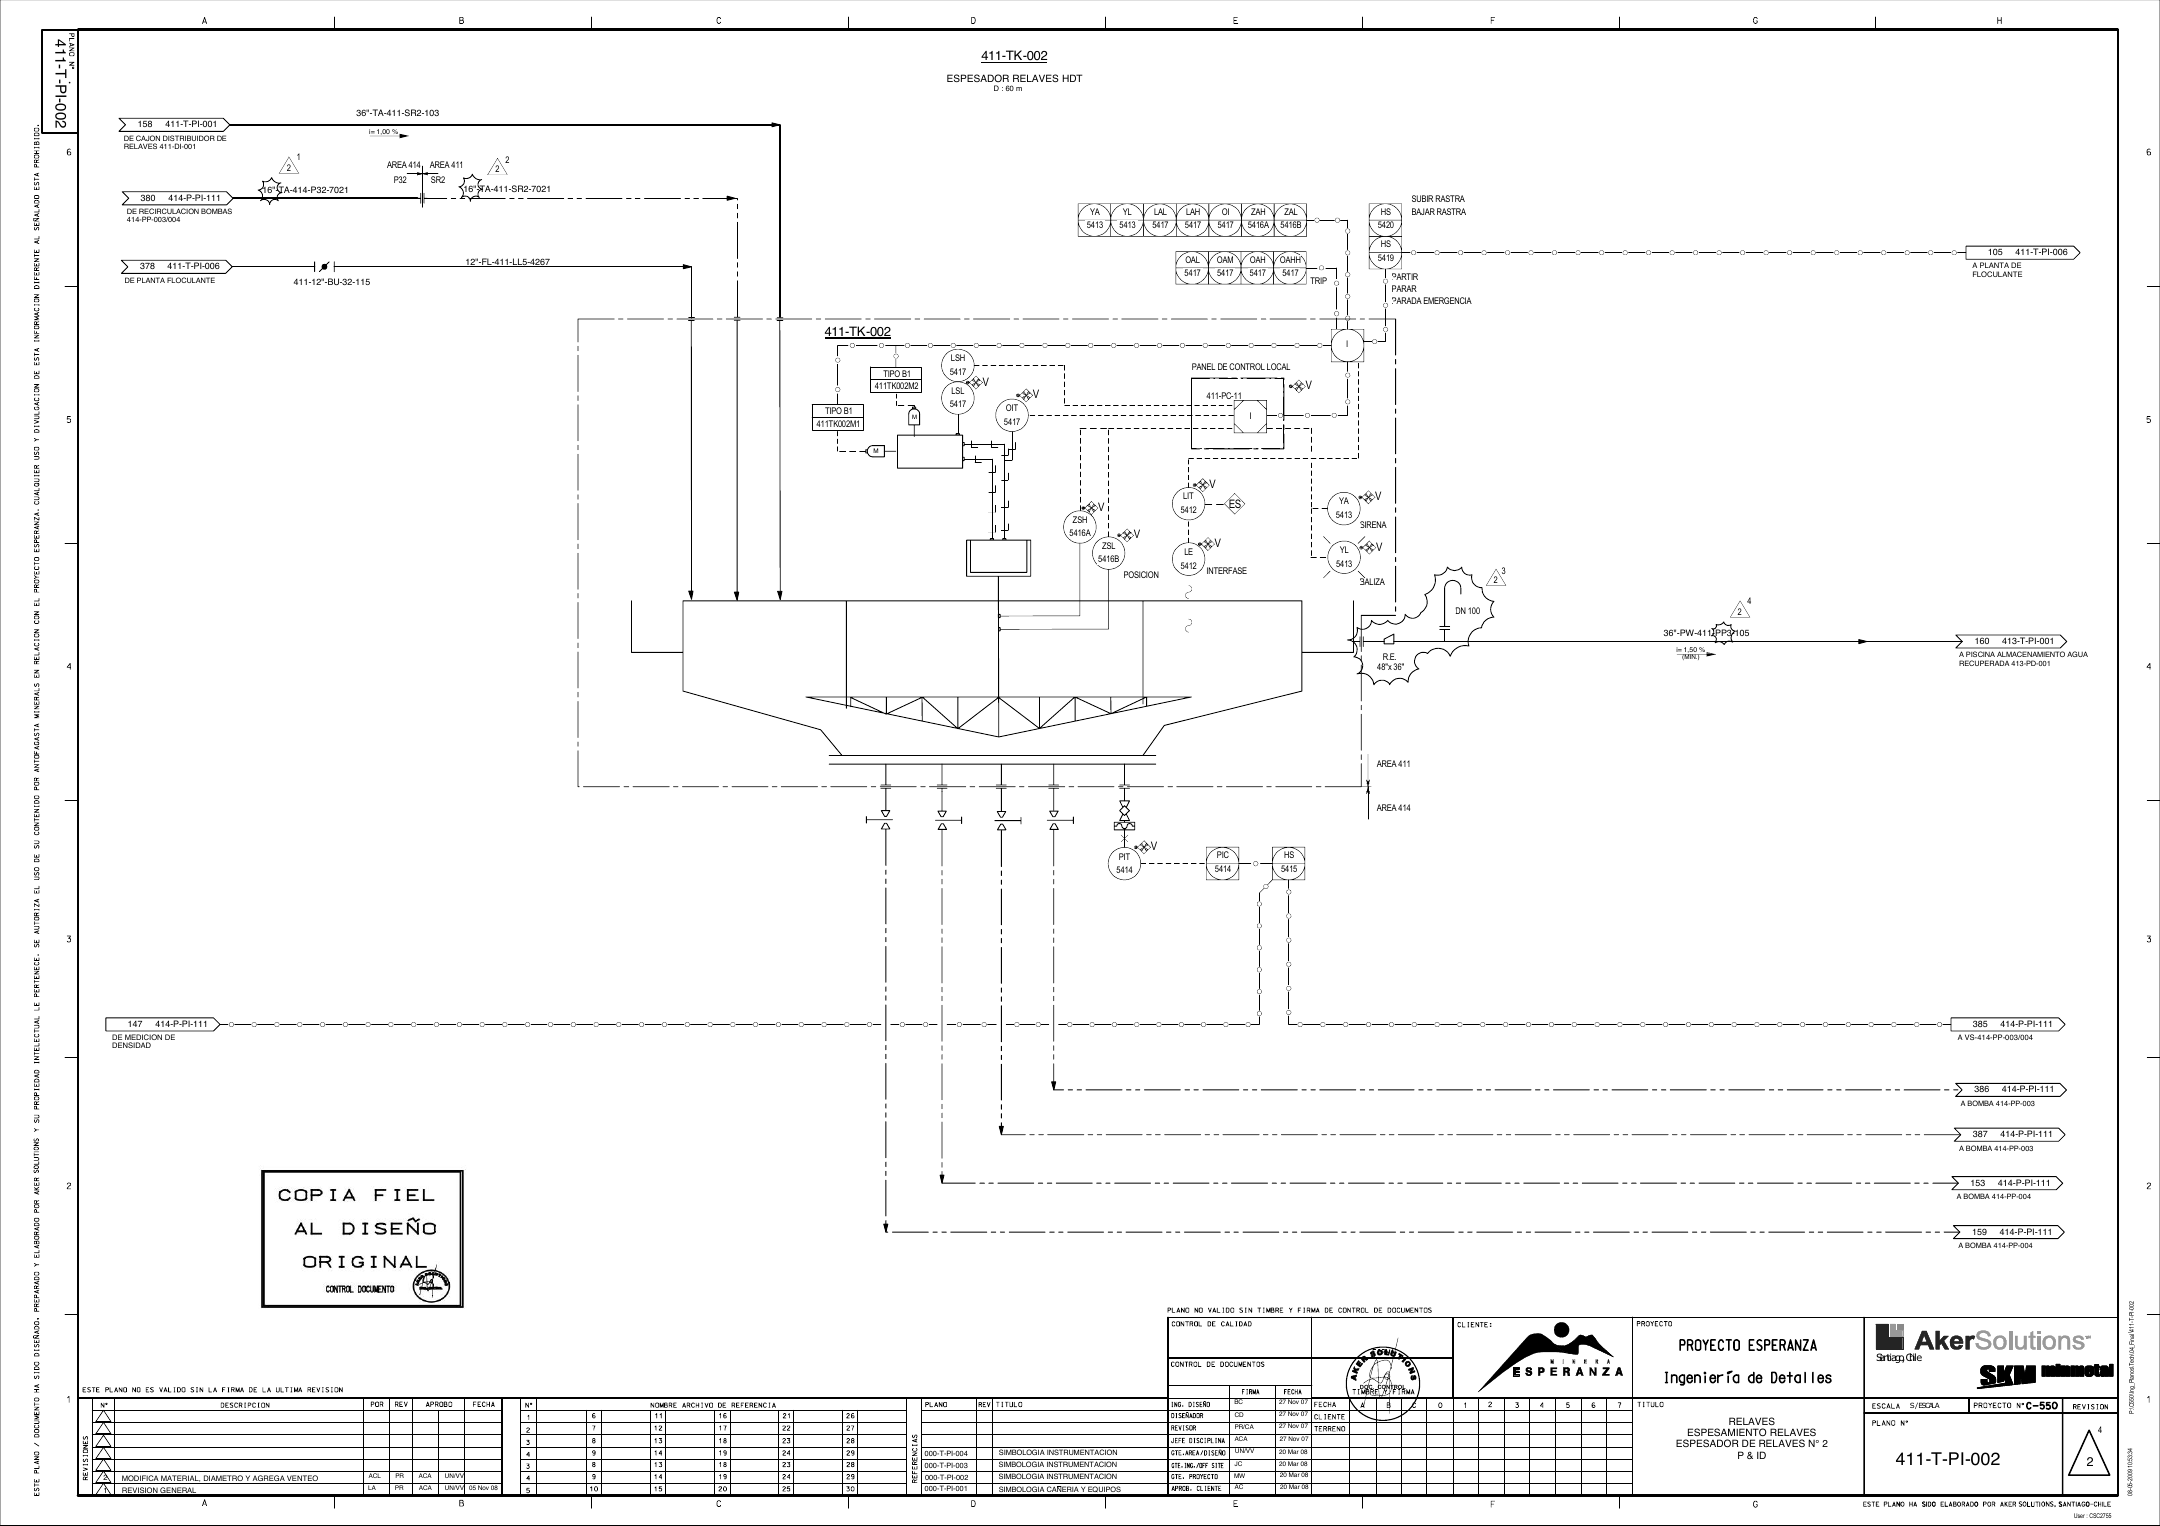 A B C D E F G H
PLANO N°
411-T-PI-002
411-TK-002
ESPESADOR RELAVES HDT
D : 60 m
36"-TA-411-SR2-103
158 411-T-PI-001
i= 1,00 %
DE CAJON DISTRIBUIDOR DE
RELAVES 411-DI-001
6
6
1
2
2
2
AREA 414 AREA 411
P32 SR2
16"-TA-414-P32-7021
16"-TA-411-SR2-7021
380 414-P-PI-111
DE RECIRCULACION BOMBAS
414-PP-003/004
378 411-T-PI-006
DE PLANTA FLOCULANTE
12"-FL-411-LL5-4267
411-12"-BU-32-115
SUBIR RASTRA
BAJAR RASTRA
YA 5413
YL 5413
LAL 5417
LAH 5417
OI 5417
ZAH 5416A
ZAL 5416B
HS 5420
HS 5419
OAL 5417
OAM 5417
OAH 5417
OAHH 5417
TRIP
PARTIR
PARAR
PARADA EMERGENCIA
105 411-T-PI-006
A PLANTA DE
FLOCULANTE
411-TK-002
I
PANEL DE CONTROL LOCAL
411-PC-11
I
V
TIPO B1
411TK002M2
TIPO B1
411TK002M1
M
M
LSH 5417
LSL 5417
V
OIT 5417
V
5
5
ZSH 5416A
V
ZSL 5416B
V
POSICION
LIT 5412
V
ES
LE 5412
V
INTERFASE
YA 5413
V
SIRENA
YL 5413
V
BALIZA
DN 100
3
2
4
2
R.E.
48"x 36"
36"-PW-411-PP3-105
i= 1,50 %
(MIN.)
160 413-T-PI-001
A PISCINA ALMACENAMIENTO AGUA
RECUPERADA 413-PD-001
4
4
AREA 411
AREA 414
PIT 5414
V
PIC 5414
HS 5415
3
3
147 414-P-PI-111
DE MEDICION DE
DENSIDAD
385 414-P-PI-111
A VS-414-PP-003/004
386 414-P-PI-111
A BOMBA 414-PP-003
387 414-P-PI-111
A BOMBA 414-PP-003
153 414-P-PI-111
A BOMBA 414-PP-004
159 414-P-PI-111
A BOMBA 414-PP-004
2
2
COPIA FIEL
AL DISEÑO
ORIGINAL
CONTROL DOCUMENTO
ESTE PLANO / DOCUMENTO HA SIDO DISEÑADO, PREPARADO Y ELABORADO POR AKER SOLUTIONS Y SU PROPIEDAD INTELECTUAL LE PERTENECE. SE AUTORIZA EL USO DE SU CONTENIDO POR ANTOFAGASTA MINERALS EN RELACION CON EL PROYECTO ESPERANZA. CUALQUIER USO Y DIVULGACION DE ESTA INFORMACION DIFERENTE AL SEÑALADO ESTA PROHIBIDO.
PLANO NO VALIDO SIN TIMBRE Y FIRMA DE CONTROL DE DOCUMENTOS
CONTROL DE CALIDAD
CONTROL DE DOCUMENTOS
AKER SOLUTIONS
DOC. CONTROL
TIMBRE Y FIRMA
CLIENTE:
MINERA
ESPERANZA
PROYECTO
PROYECTO ESPERANZA
Ingeniería de Detalles
AkerSolutions
Santiago, Chile
SKM minmetal
1
1
ESTE PLANO NO ES VALIDO SIN LA FIRMA DE LA ULTIMA REVISION
REVISIONES
N° DESCRIPCION POR REV APROBO FECHA
2 MODIFICA MATERIAL, DIAMETRO Y AGREGA VENTEO ACL PR ACA UN/VV
1 REVISION GENERAL LA PR ACA UN/VV 05 Nov 08
N° NOMBRE ARCHIVO DE REFERENCIA
1 6 11 16 21 26
2 7 12 17 22 27
3 8 13 18 23 28
4 9 14 19 24 29
3 8 13 18 23 28
4 9 14 19 24 29
5 10 15 20 25 30
REFERENCIAS
PLANO REV TITULO
000-T-PI-004 SIMBOLOGIA INSTRUMENTACION
000-T-PI-003 SIMBOLOGIA INSTRUMENTACION
000-T-PI-002 SIMBOLOGIA INSTRUMENTACION
000-T-PI-001 SIMBOLOGIA CAÑERIA Y EQUIPOS
FIRMA FECHA
ING. DISEÑO BC 27 Nov 07
DISEÑADOR CD 27 Nov 07
REVISOR PR/CA 27 Nov 07
JEFE DISCIPLINA ACA 27 Nov 07
GTE.AREA/DISEÑO UN/VV 20 Mar 08
GTE.ING./OFF SITE JC 20 Mar 08
GTE. PROYECTO MW 20 Mar 08
APROB. CLIENTE AC 20 Mar 08
FECHA A B C 0 1 2 3 4 5 6 7
CLIENTE
TERRENO
TITULO
RELAVES
ESPESAMIENTO RELAVES
ESPESADOR DE RELAVES N° 2
P & ID
ESCALA S/ESCALA PROYECTO N° C-550 REVISION
PLANO N°
411-T-PI-002
4
2
A B C D E F G
ESTE PLANO HA SIDO ELABORADO POR AKER SOLUTIONS, SANTIAGO-CHILE
User : CSC2755